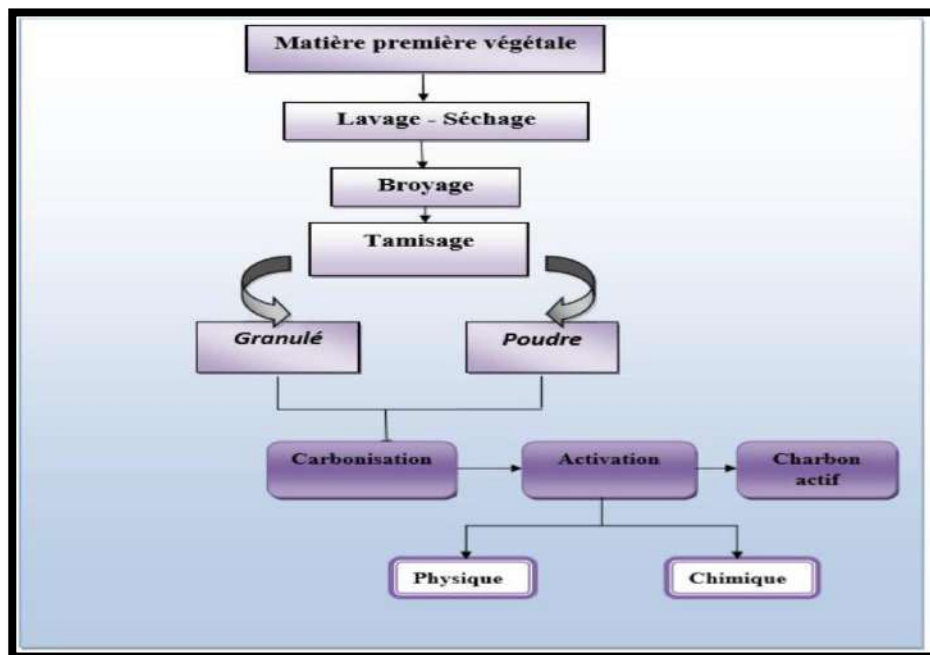 Matière première végétale
Lavage - Séchage
Broyage
Tamisage
Granulé
Poudre
Carbonisation
Activation
Charbon
actif
Physique
Chimique